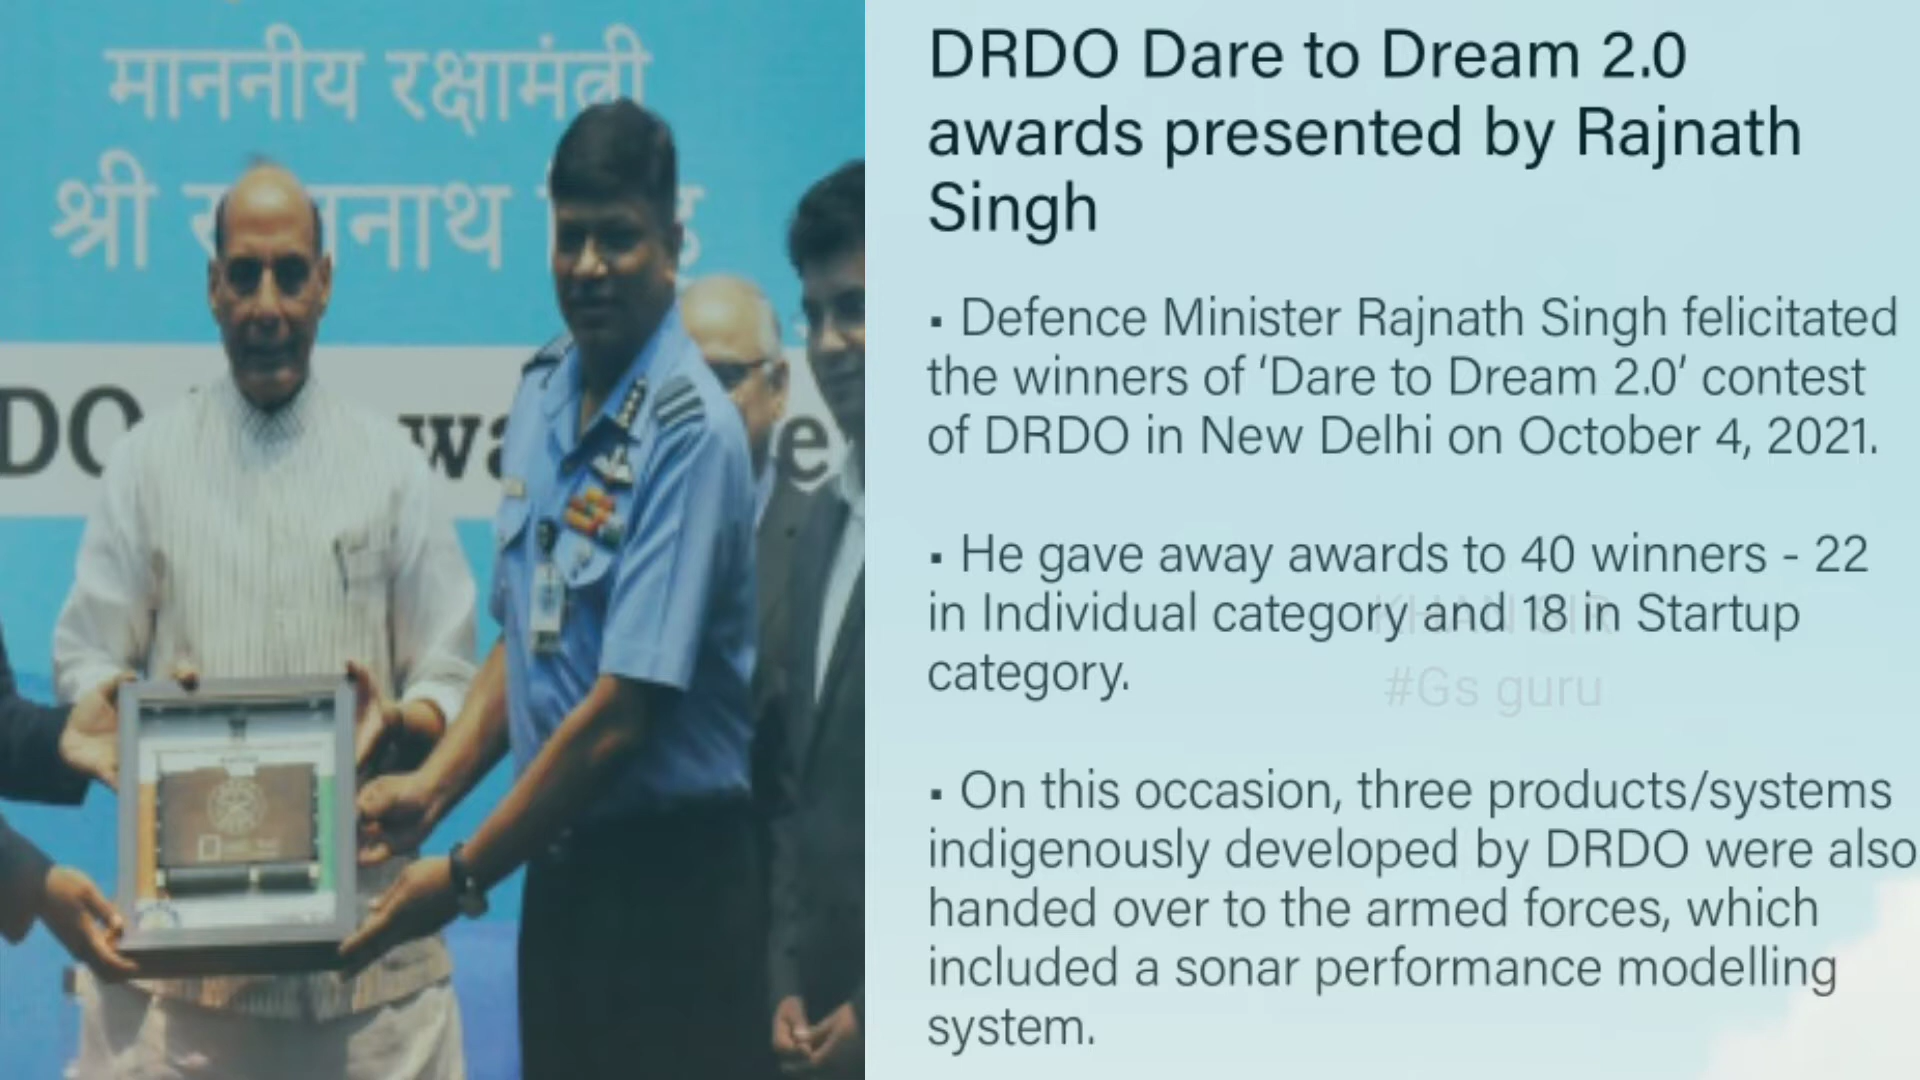 माननीय रक्षामंत्री
श्री
DRDO Dare to Dream 2.0
awards presented by Rajnath
Singh
▪ Defence Minister Rajnath Singh felicitated
the winners of ‘Dare to Dream 2.0’ contest
of DRDO in New Delhi on October 4, 2021.
▪ He gave away awards to 40 winners - 22
in Individual category and 18 in Startup
category.
KHAN SIR
#Gs guru
▪ On this occasion, three products/systems
indigenously developed by DRDO were also
handed over to the armed forces, which
included a sonar performance modelling
system.